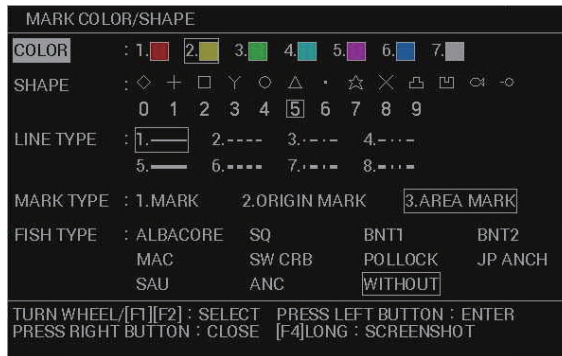 MARK COLOR/SHAPE
COLOR : 1. 2. 3. 4. 5. 6. 7.
SHAPE :
0 1 2 3 4 5 6 7 8 9
LINE TYPE : 1. 2. 3. 4.
5. 6. 7. 8.
MARK TYPE : 1.MARK 2.ORIGIN MARK 3.AREA MARK
FISH TYPE : ALBACORE SQ BNT1 BNT2
MAC SW CRB POLLOCK JP ANCH
SAU ANC WITHOUT
TURN WHEEL/[F1][F2] : SELECT PRESS LEFT BUTTON : ENTER
PRESS RIGHT BUTTON : CLOSE [F4]LONG : SCREENSHOT